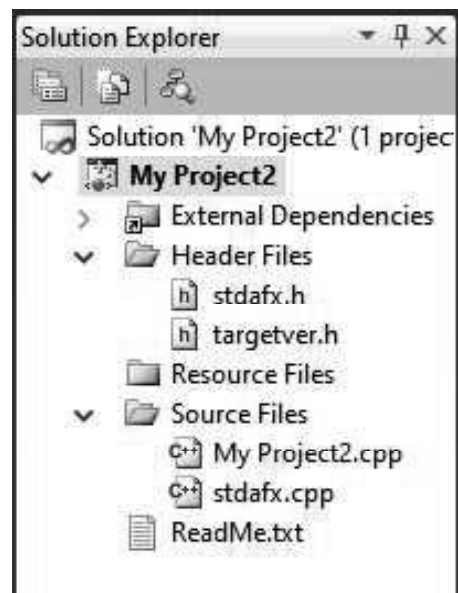 Solution Explorer
Solution 'My Project2' (1 projec
My Project2
External Dependencies
Header Files
h stdafx.h
h targetver.h
Resource Files
Source Files
C++ My Project2.cpp
C++ stdafx.cpp
ReadMe.txt